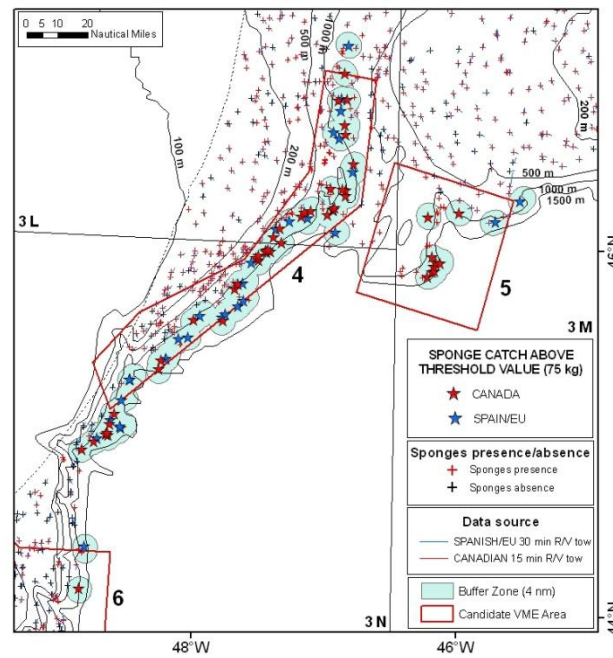 0 5 10 20
Nautical Miles
500 m
1000 m
200 m
100 m
200 m
500 m
1000 m
1500 m
3 L
46°N
4
5
3 M
SPONGE CATCH ABOVE
THRESHOLD VALUE (75 kg)
CANADA
SPAIN/EU
Sponges presence/absence
Sponges presence
Sponges absence
Data source
SPANISH/EU 30 min R/V tow
CANADIAN 15 min R/V tow
Buffer Zone (4 nm)
Candidate VME Area
6
3 N
44°N
48°W
46°W